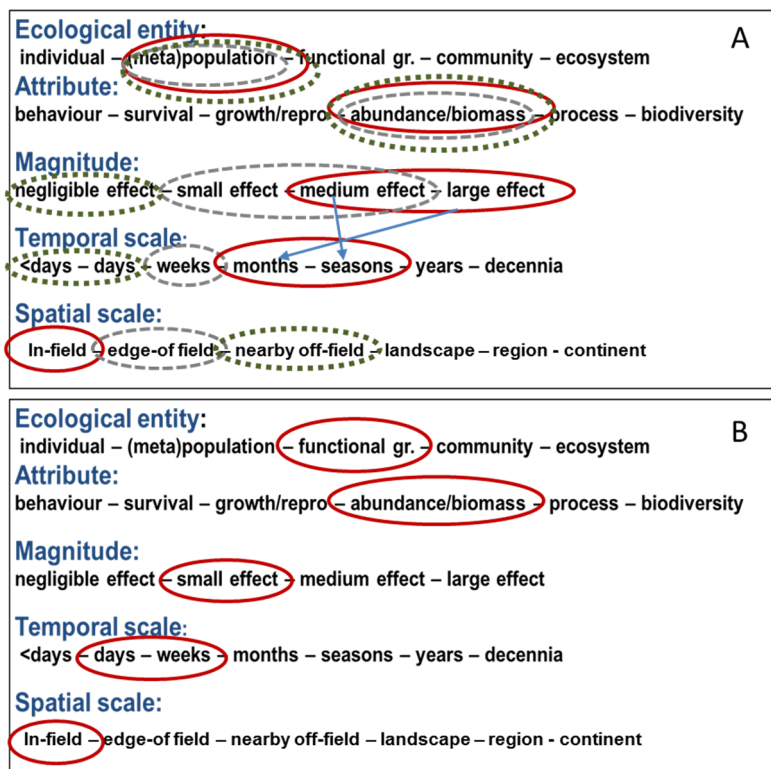 A
Ecological entity:
individual – (meta)population – functional gr. – community – ecosystem
Attribute:
behaviour – survival – growth/repro – abundance/biomass – process – biodiversity
Magnitude:
negligible effect – small effect – medium effect – large effect
Temporal scale:
<days – days – weeks – months – seasons – years – decennia
Spatial scale:
In-field – edge-of field – nearby off-field – landscape – region - continent
B
Ecological entity:
individual – (meta)population – functional gr. – community – ecosystem
Attribute:
behaviour – survival – growth/repro – abundance/biomass – process – biodiversity
Magnitude:
negligible effect – small effect – medium effect – large effect
Temporal scale:
<days – days – weeks – months – seasons – years – decennia
Spatial scale:
In-field – edge-of field – nearby off-field – landscape – region - continent